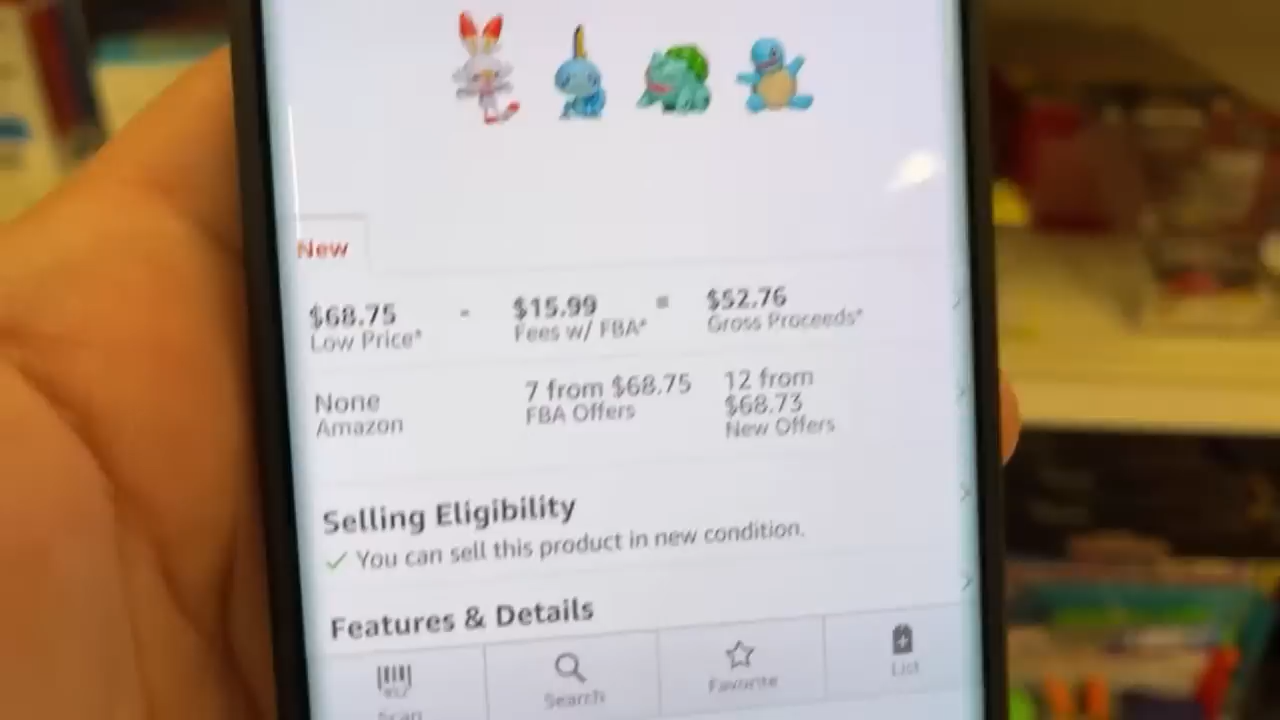 New
$68.75 - $15.99 = $52.76
Low Price* Fees w/ FBA* Gross Proceeds*
None 7 from $68.75 12 from
Amazon FBA Offers $68.73
New Offers
Selling Eligibility
✓ You can sell this product in new condition.
Features & Details
Scan Search Favorite List